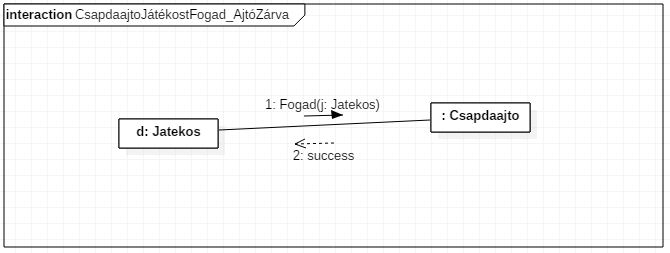 interaction CsapdaajtoJátékostFogad_AjtóZárva
1: Fogad(j: Jatekos)
d: Jatekos
: Csapdaajto
2: success